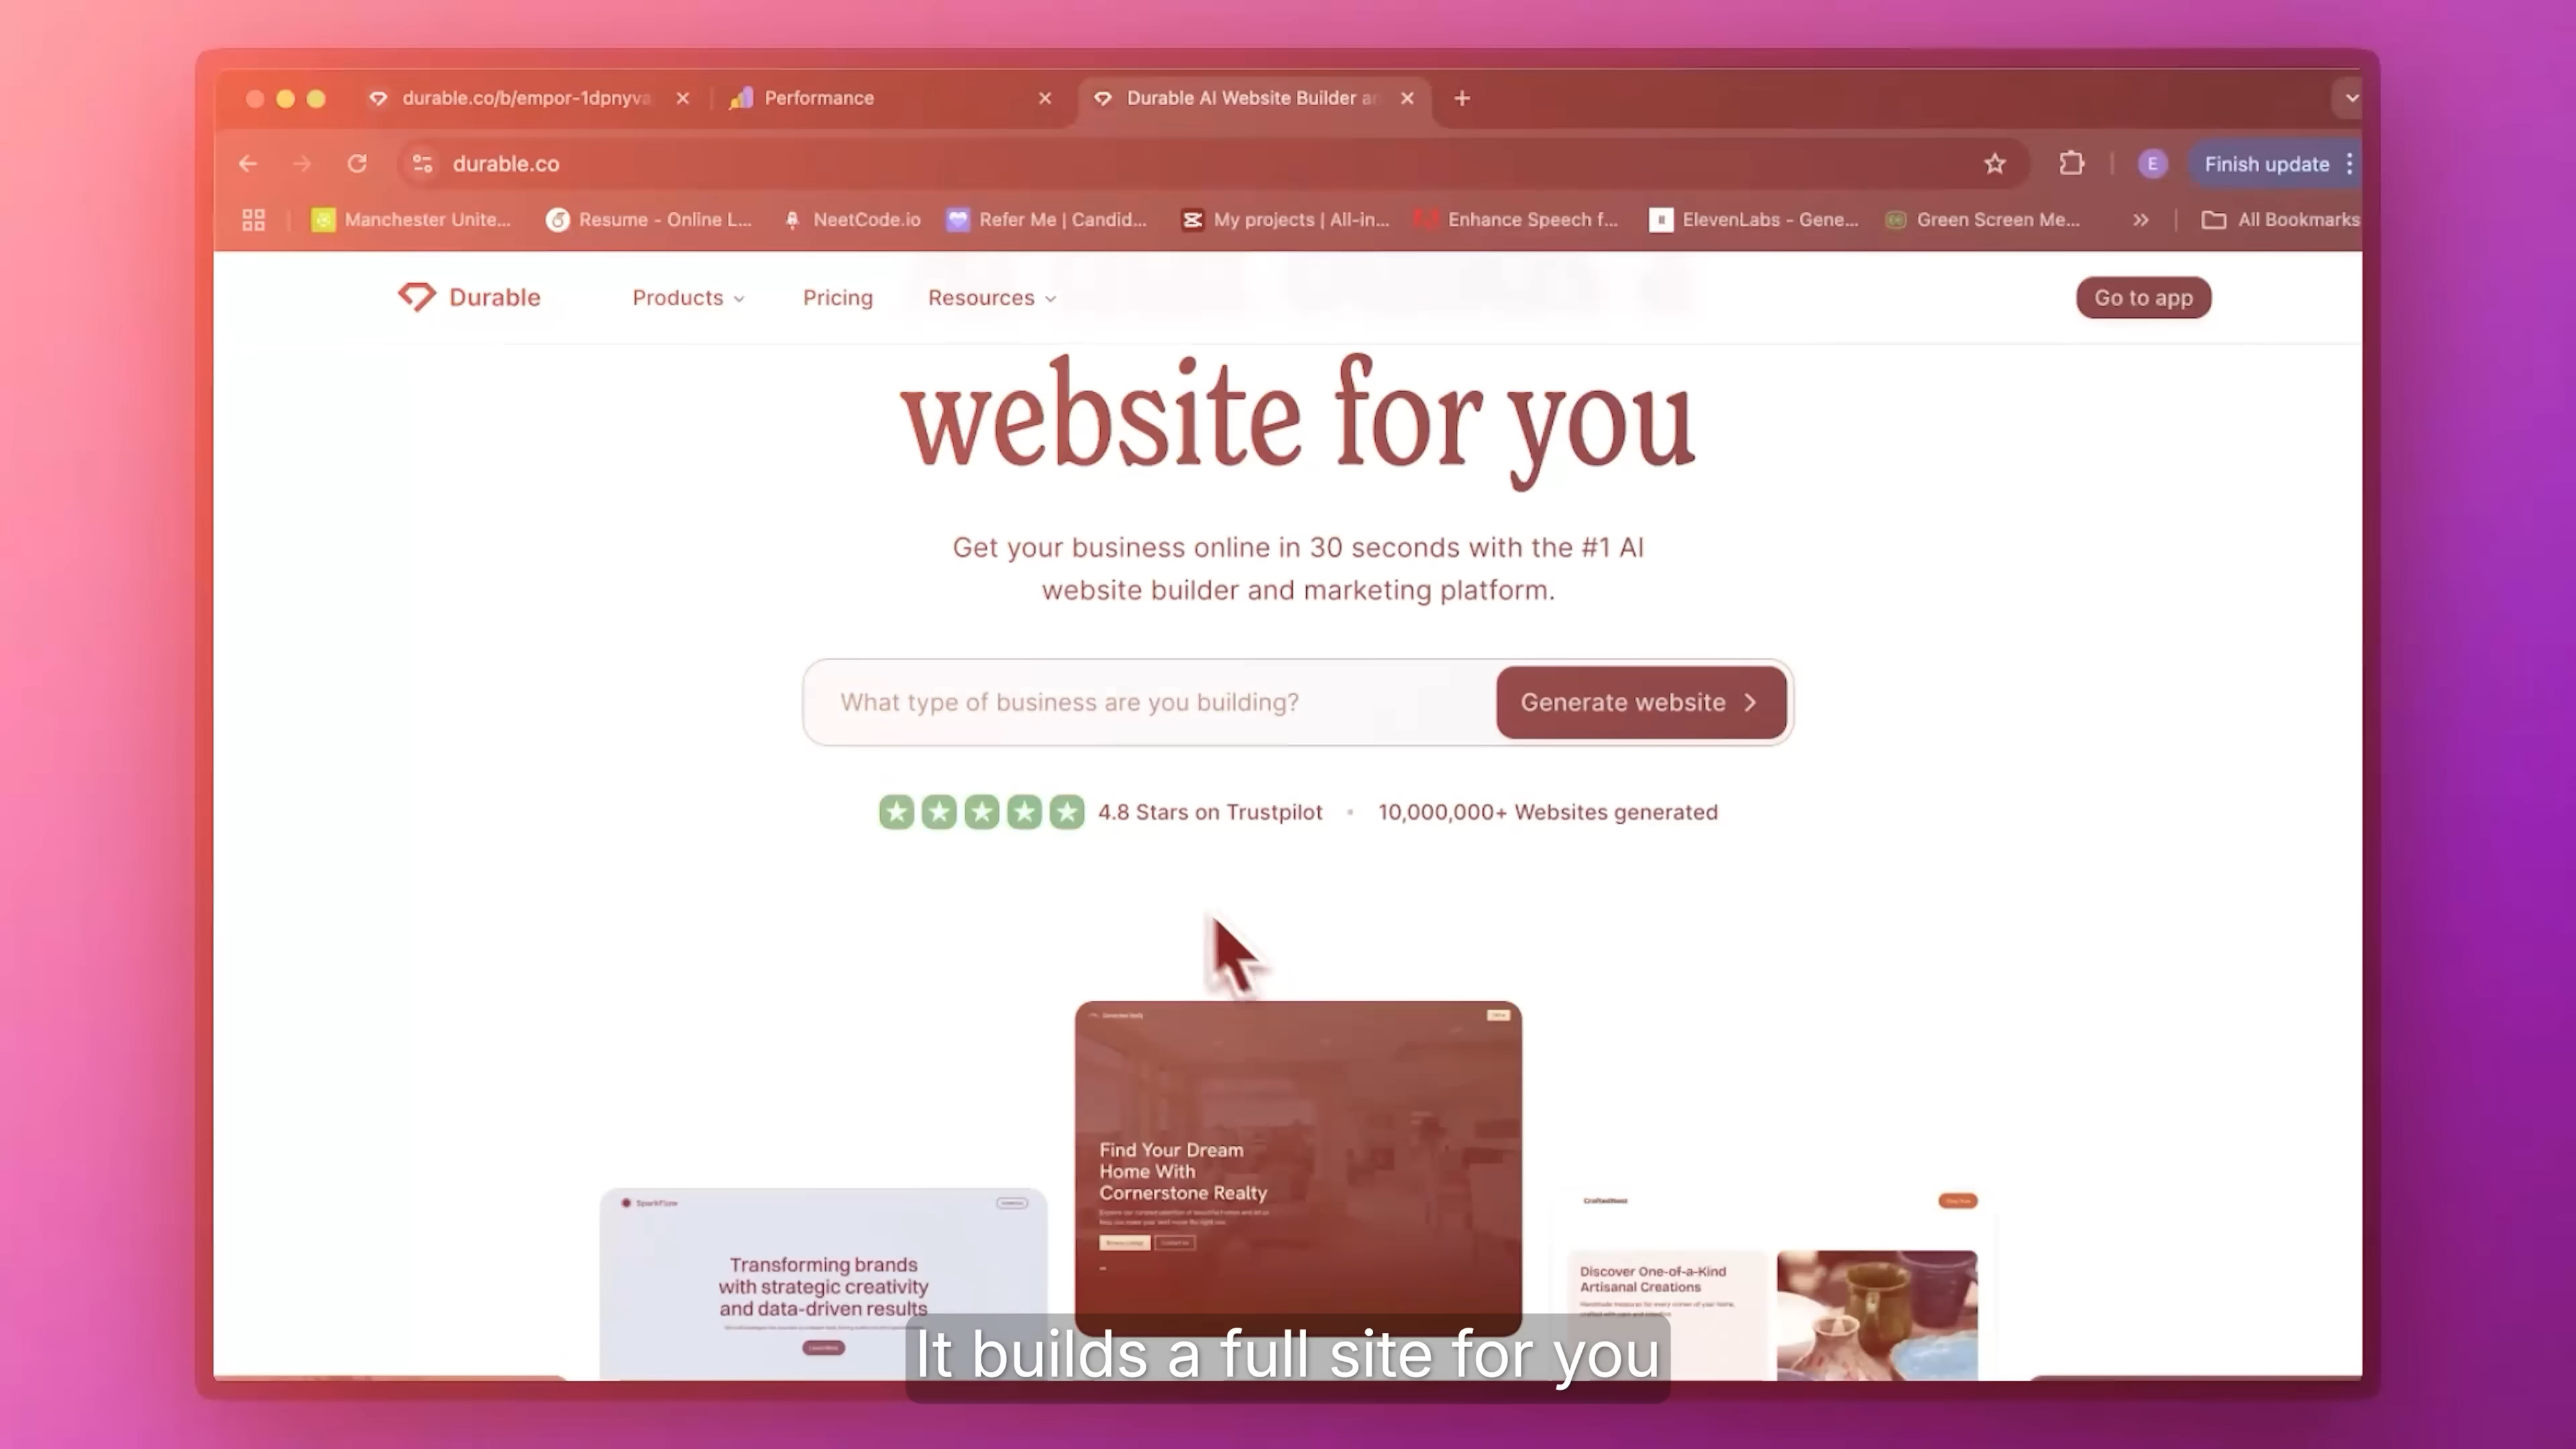 durable.co/b/empor-1dpnyva
Performance
Durable AI Website Builder an
durable.co
E
Finish update
Manchester Unite...
Resume - Online L...
NeetCode.io
Refer Me | Candid...
My projects | All-in...
Enhance Speech f...
ElevenLabs - Gene...
Green Screen Me...
All Bookmarks
Durable
Products
Pricing
Resources
Go to app
website for you
Get your business online in 30 seconds with the #1 AI
website builder and marketing platform.
What type of business are you building?
Generate website
4.8 Stars on Trustpilot • 10,000,000+ Websites generated
Find Your Dream
Home With
Cornerstone Realty
SparkFlow
Transforming brands
with strategic creativity
and data-driven results
CraftedNest
Discover One-of-a-Kind
Artisanal Creations
It builds a full site for you